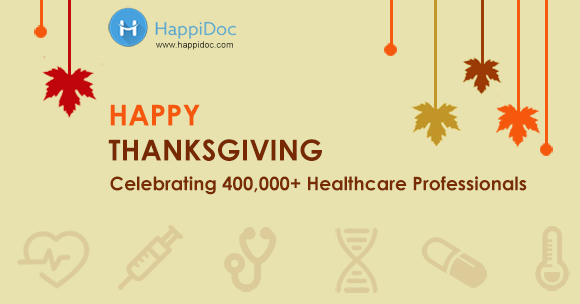 HappiDoc
www.happidoc.com
HAPPY
THANKSGIVING
Celebrating 400,000+ Healthcare Professionals